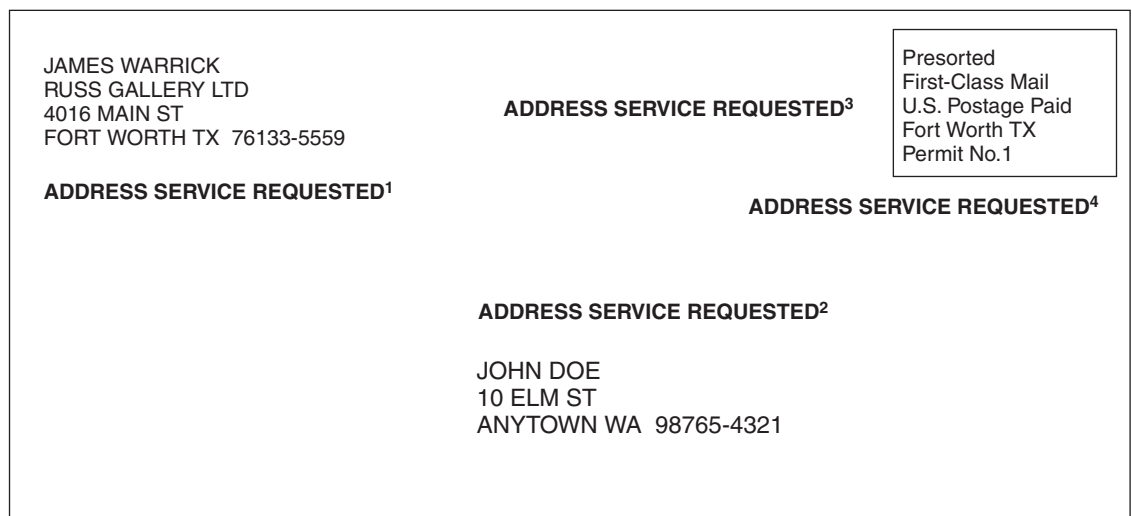 JAMES WARRICK
RUSS GALLERY LTD
4016 MAIN ST
FORT WORTH TX 76133-5559
ADDRESS SERVICE REQUESTED¹
ADDRESS SERVICE REQUESTED³
Presorted
First-Class Mail
U.S. Postage Paid
Fort Worth TX
Permit No.1
ADDRESS SERVICE REQUESTED⁴
ADDRESS SERVICE REQUESTED²
JOHN DOE
10 ELM ST
ANYTOWN WA 98765-4321